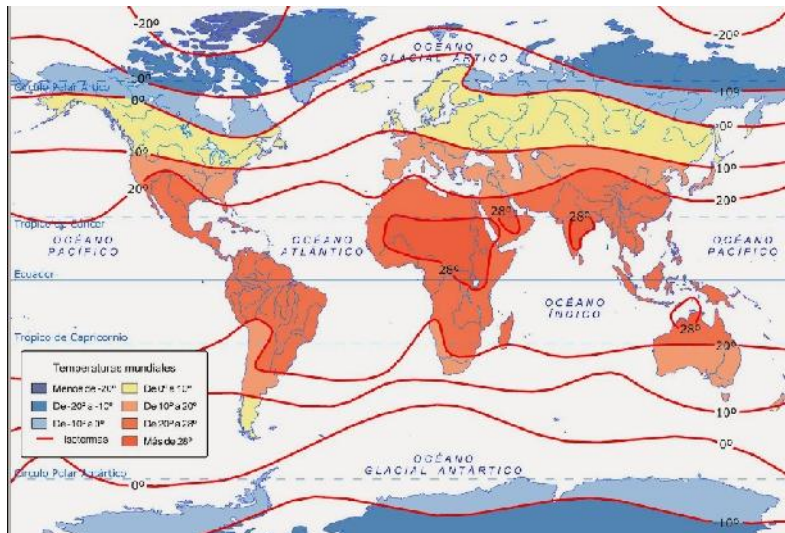 -20º
-20º
OCÉANO
GLACIAL ÁRTICO
Círculo Polar Ártico
-0º
10º
0º
0º
10º
10º
20º
20º
28º
28º
Trópico de Cáncer
OCÉANO
PACÍFICO
OCÉANO
ATLÁNTICO
OCÉANO
PACÍFICO
28º
Ecuador
OCÉANO
ÍNDICO
28º
Trópico de Capricornio
20º
Temperaturas mundiales
Menos de -20º
De -20º a -10º
De -10º a 0º
Isotermas
De 0º a 10º
De 10º a 20º
De 20º a 28º
Más de 28º
10º
0º
OCÉANO
GLACIAL ANTÁRTICO
Círculo Polar Antártico
0º
10º